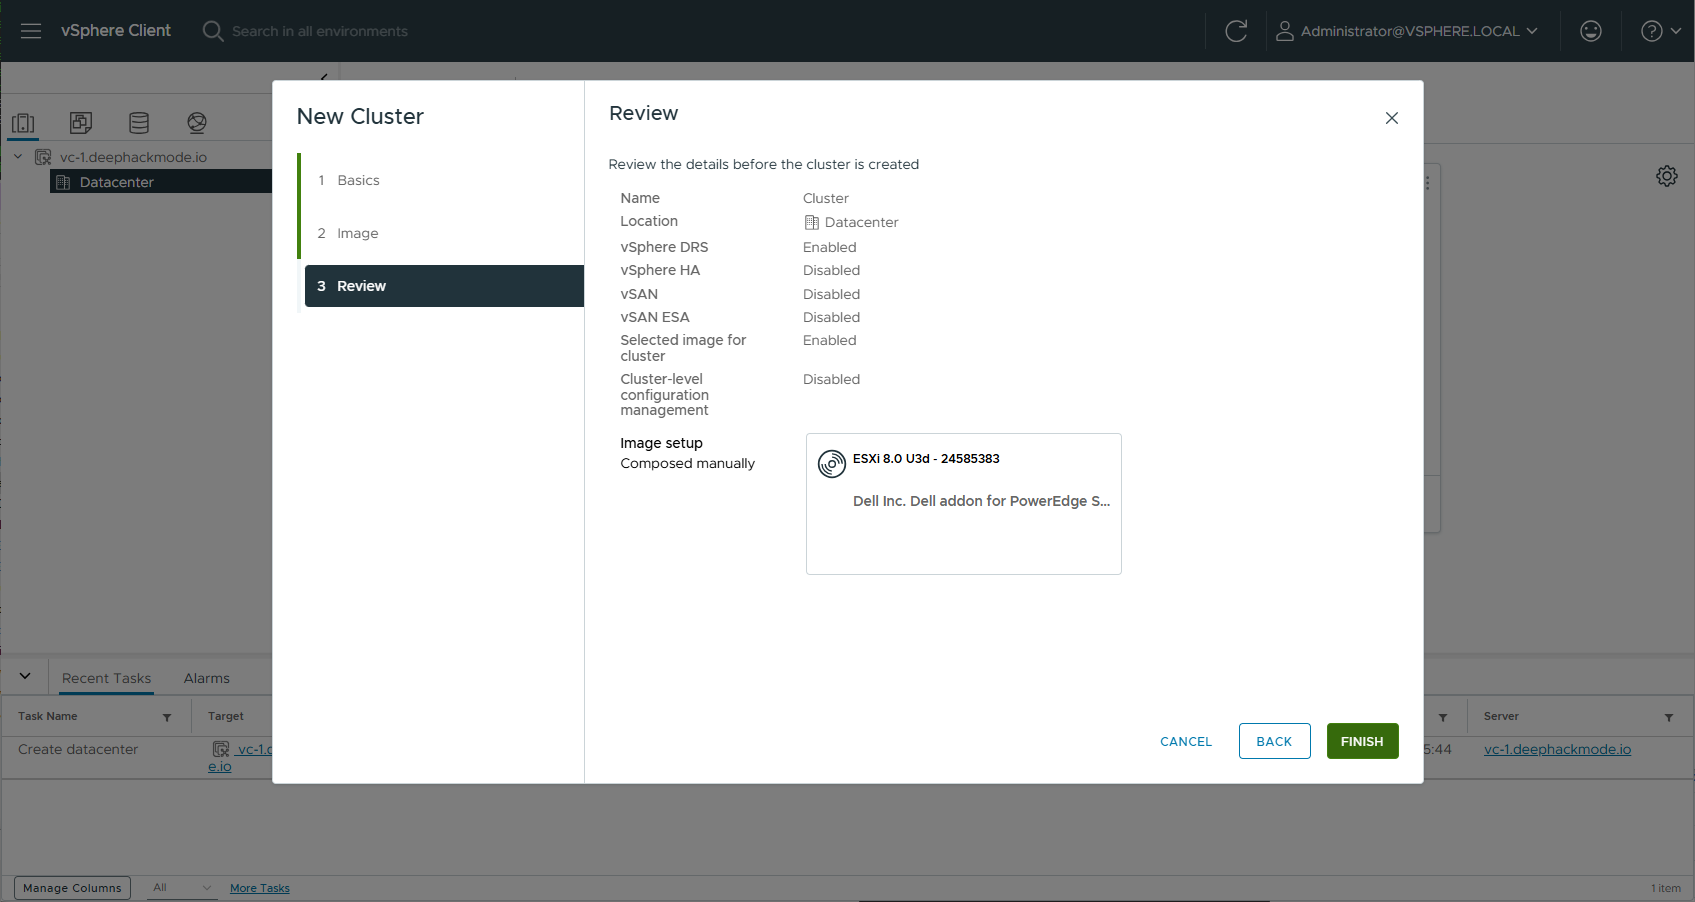 vSphere Client
Search in all environments
Administrator@VSPHERE.LOCAL
vc-1.deephackmode.io
Datacenter
New Cluster
1 Basics
2 Image
3 Review
Review
Review the details before the cluster is created
Name Cluster
Location Datacenter
vSphere DRS Enabled
vSphere HA Disabled
vSAN Disabled
vSAN ESA Disabled
Selected image for Enabled
cluster
Cluster-level Disabled
configuration
management
Image setup
Composed manually
ESXi 8.0 U3d - 24585383
Dell Inc. Dell addon for PowerEdge S...
CANCEL BACK FINISH
Recent Tasks Alarms
Task Name Target Server
Create datacenter vc-1.d 5:44 vc-1.deephackmode.io
e.io
Manage Columns All More Tasks 1 item